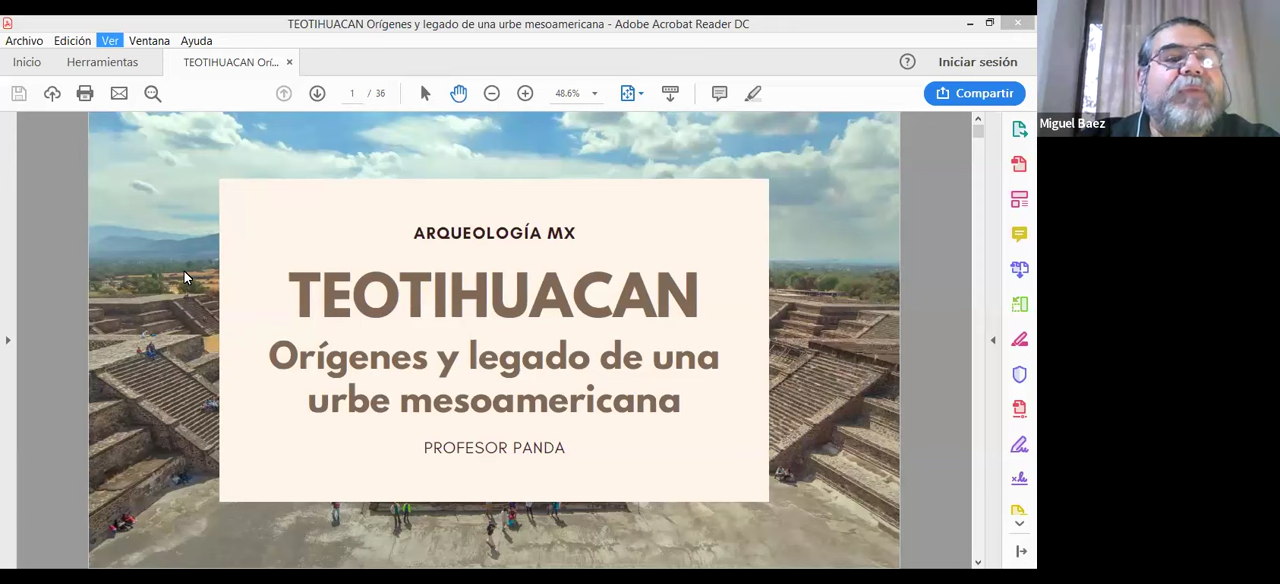 TEOTIHUACAN Orígenes y legado de una urbe mesoamericana - Adobe Acrobat Reader DC
Archivo Edición Ver Ventana Ayuda
Inicio Herramientas TEOTIHUACAN Orí... × Iniciar sesión
1 / 36 48.6% Compartir
Miguel Baez
ARQUEOLOGÍA MX
TEOTIHUACAN
Orígenes y legado de una
urbe mesoamericana
PROFESOR PANDA